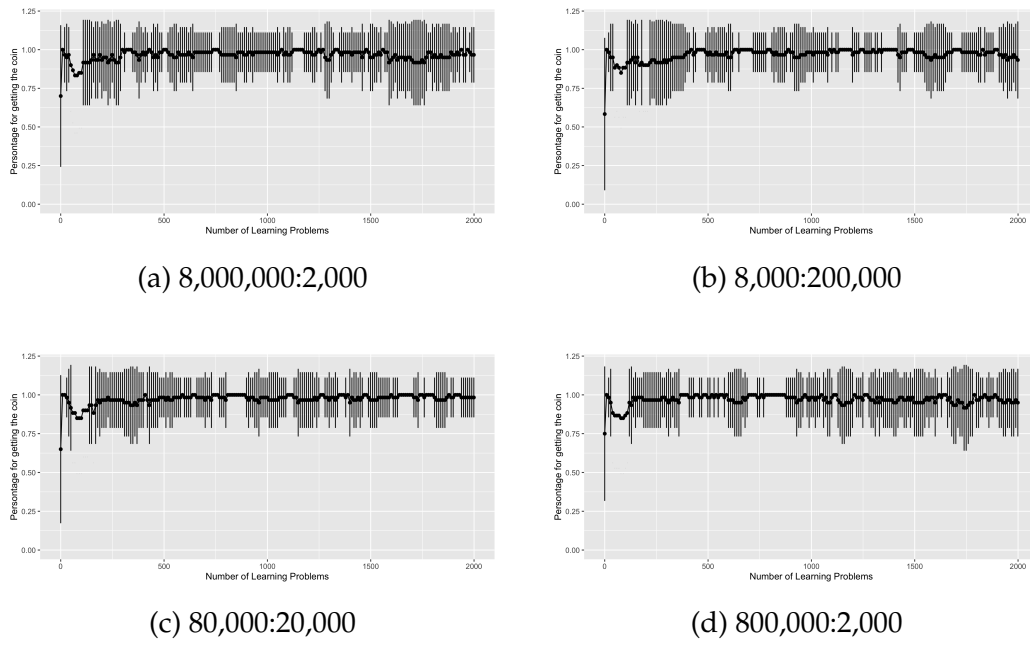 1.25
1.00
0.75
0.50
0.25
0.00
Persontage for getting the coin
0 500 1000 1500 2000
Number of Learning Problems
(a) 8,000,000:2,000
1.25
1.00
0.75
0.50
0.25
0.00
Persontage for getting the coin
0 500 1000 1500 2000
Number of Learning Problems
(b) 8,000:200,000
1.25
1.00
0.75
0.50
0.25
0.00
Persontage for getting the coin
0 500 1000 1500 2000
Number of Learning Problems
(c) 80,000:20,000
1.25
1.00
0.75
0.50
0.25
0.00
Persontage for getting the coin
0 500 1000 1500 2000
Number of Learning Problems
(d) 800,000:2,000